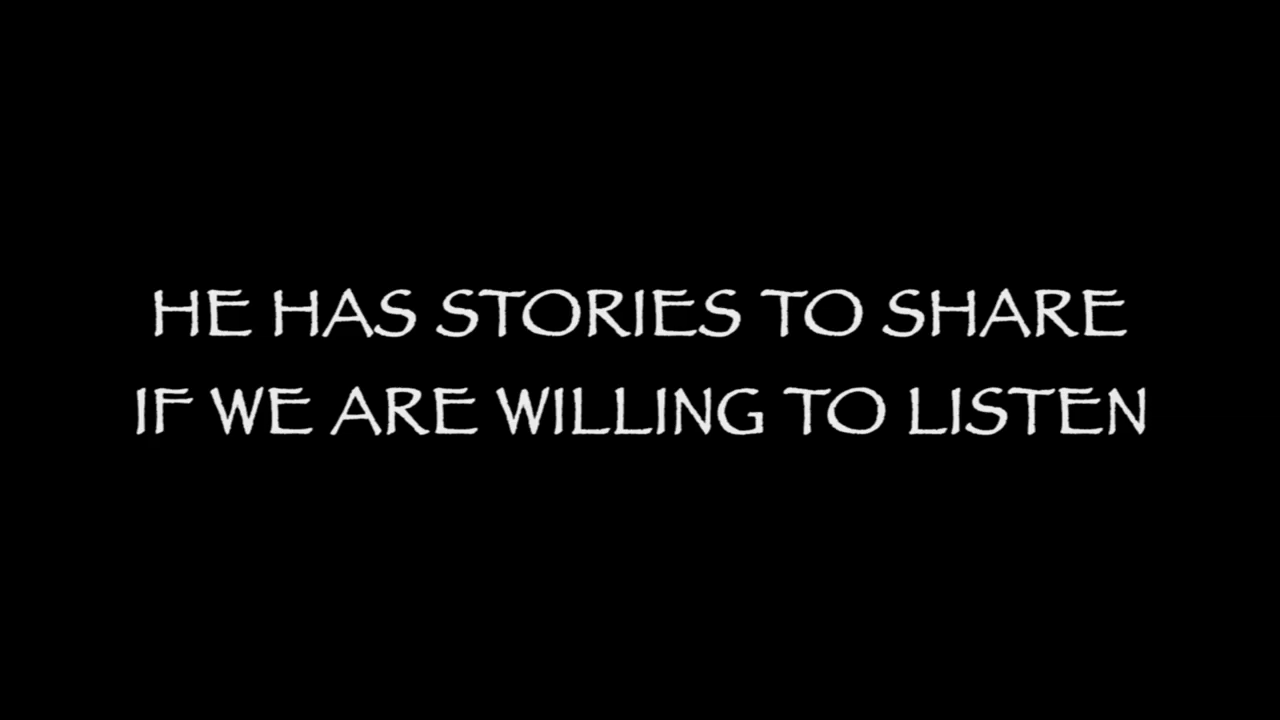 HE HAS STORIES TO SHARE
IF WE ARE WILLING TO LISTEN